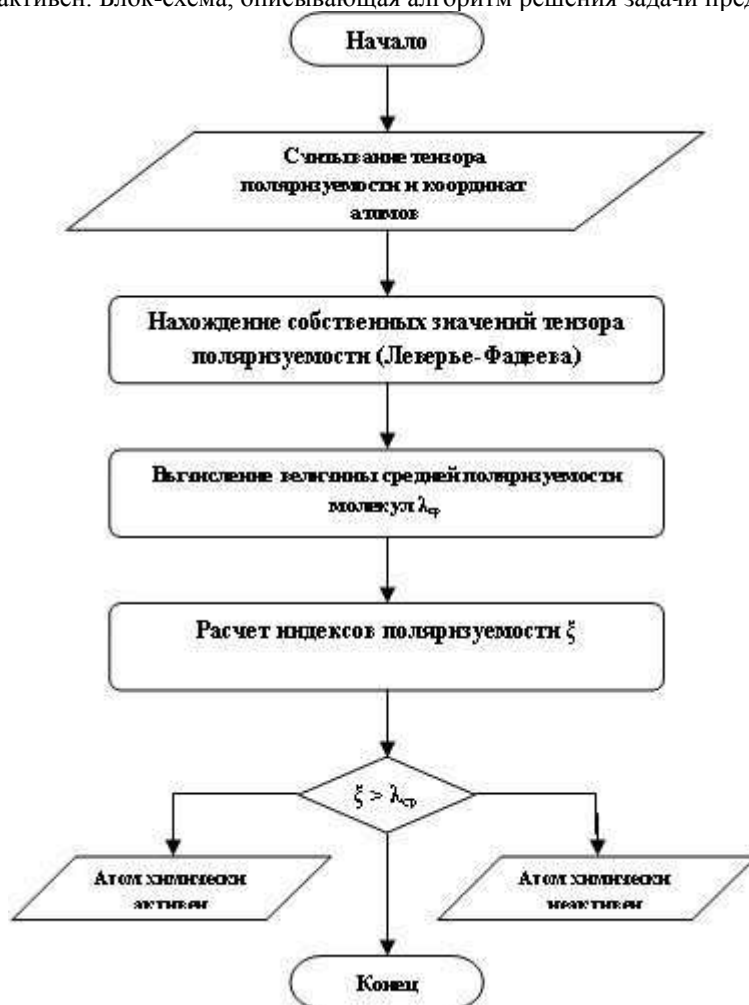 активен. Блок-схема, описывающая алгоритм решения задачи пред
Начало
Считывание тензора
поляризуемости и координат
атомов
Нахождение собственных значений тензора
поляризуемости (Леверье-Фадеева)
Вычисление величины средней поляризуемости
молекул λср
Расчет индексов поляризуемости ξ
ξ > λср
Атом химически
активен
Атом химически
неактивен
Конец